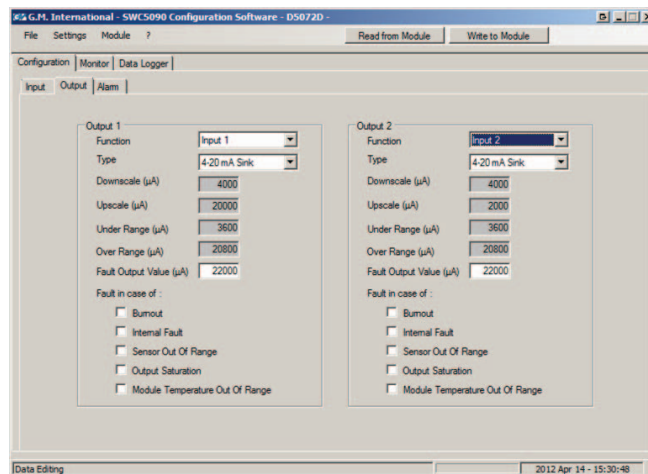 G.M. International - SWC5090 Configuration Software - D5072D -
File Settings Module ? Read from Module Write to Module
Configuration Monitor Data Logger
Input Output Alarm
Output 1
Function Input 1
Type 4-20 mA Sink
Downscale (µA) 4000
Upscale (µA) 20000
Under Range (µA) 3600
Over Range (µA) 20800
Fault Output Value (µA) 22000
Fault in case of :
Burnout
Internal Fault
Sensor Out Of Range
Output Saturation
Module Temperature Out Of Range
Output 2
Function Input 2
Type 4-20 mA Sink
Downscale (µA) 4000
Upscale (µA) 2000
Under Range (µA) 3600
Over Range (µA) 20800
Fault Output Value (µA) 22000
Fault in case of :
Burnout
Internal Fault
Sensor Out Of Range
Output Saturation
Module Temperature Out Of Range
Data Editing 2012 Apr 14 - 15:30:48